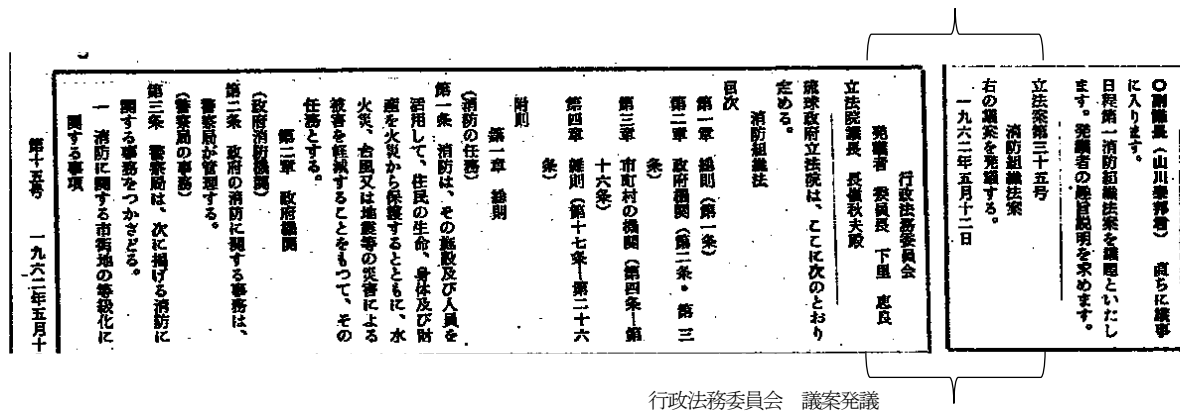 〇副議長（山川泰邦君）　直ちに議事
に入ります。
日程第一消防組織法案を議題といたし
ます。発議者の趣旨説明を求めます。
立法案第三十五号
消防組織法案
右の議案を発議する。
一九六二年五月十二日
行政法務委員会
発議者　委員長　下里　恵良
立法院議長　長嶺秋夫殿
琉球政府立法院は、ここに次のとおり
定める。
消防組織法
目次
第一章　総則（第一条）
第二章　政府機関（第二条・第三
条）
第三章　市町村の機関（第四条―第
十六条）
第四章　雑則（第十七条―第二十六
条）
附則
第一章　総則
（消防の任務）
第一条　消防は、その施設及び人員を
活用して、住民の生命、身体及び財
産を火災から保護するとともに、水
火災、台風又は地震等の災害による
被害を軽減することをもつて、その
任務とする。
第二章　政府機関
（政府消防機関）
第二条　政府の消防に関する事務は、
警察局が管理する。
（警察局の事務）
第三条　警察局は、次に掲げる消防に
関する事務をつかさどる。
一　消防に関する市街地の等級化に
関する事項
第十五号　一九六二年五月十
行政法務委員会　議案発議